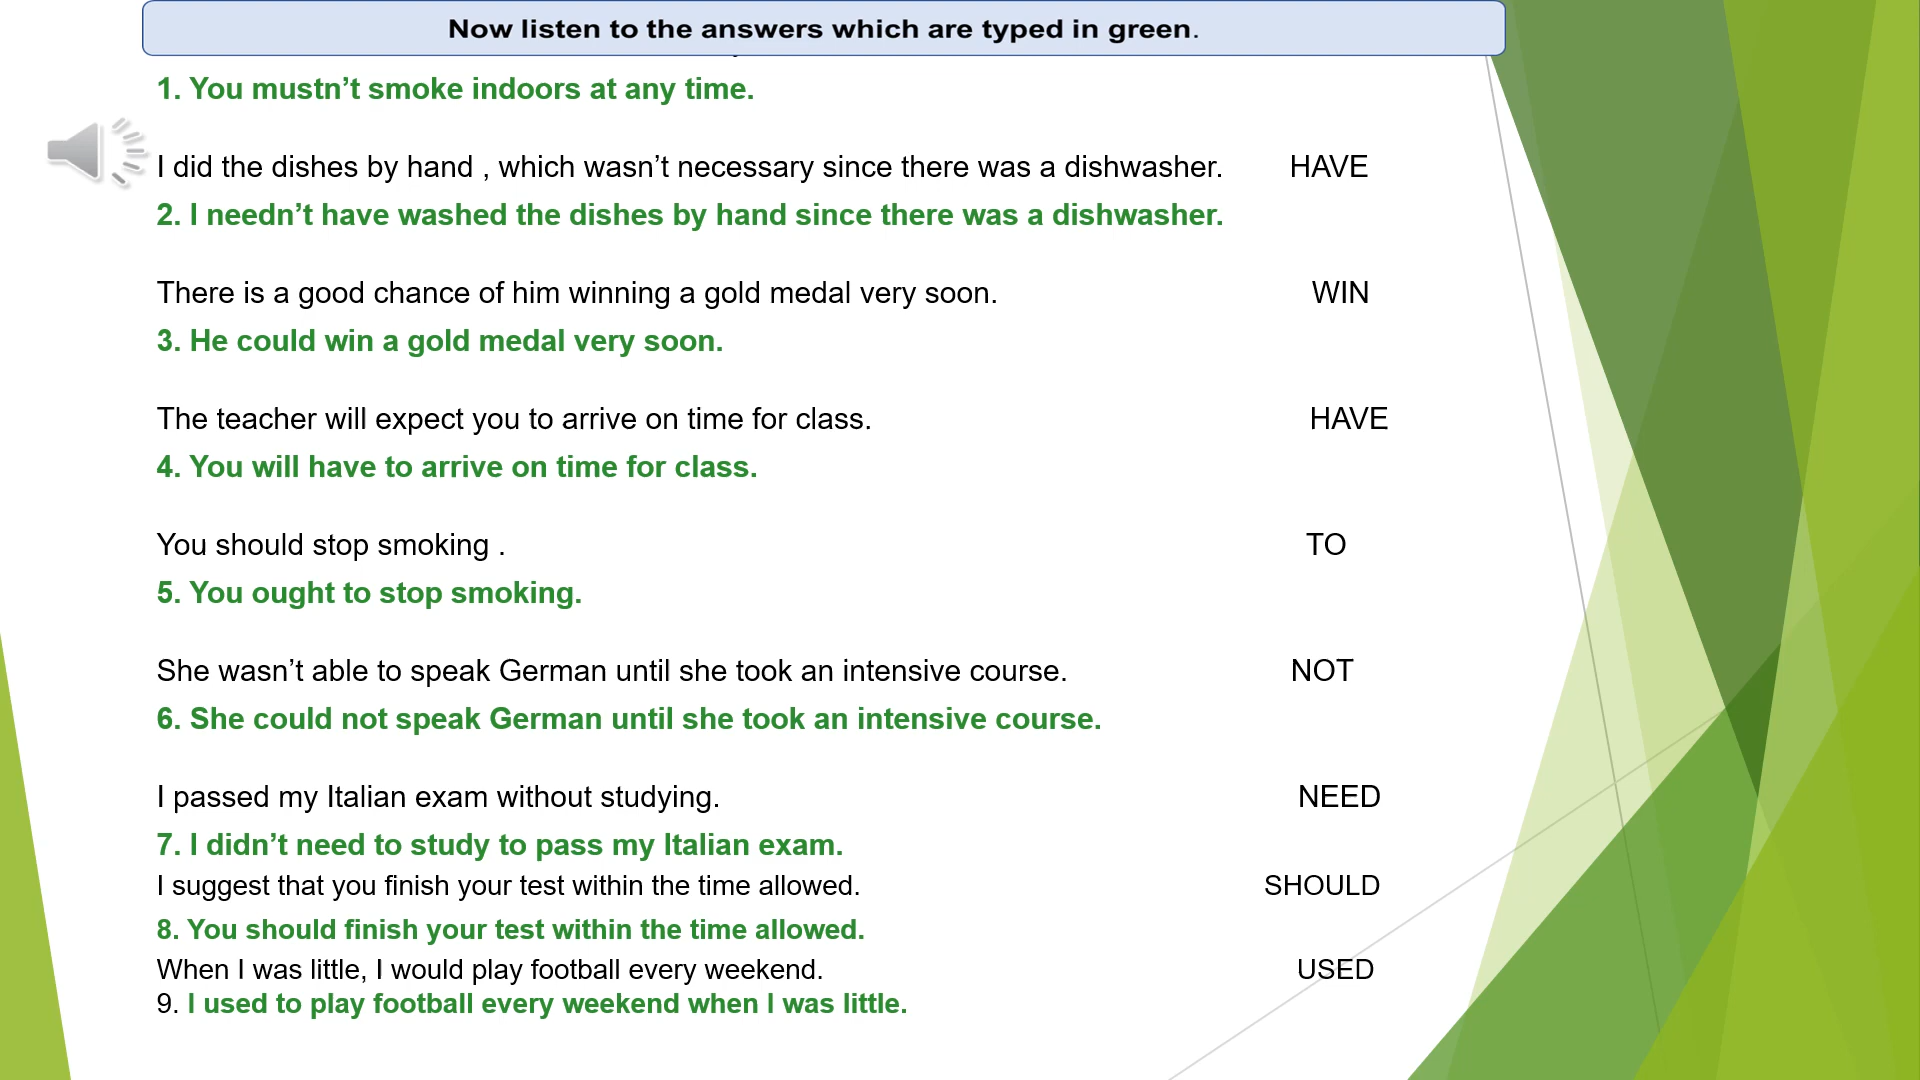 Now listen to the answers which are typed in green.
1. You mustn’t smoke indoors at any time.
I did the dishes by hand , which wasn’t necessary since there was a dishwasher. HAVE
2. I needn’t have washed the dishes by hand since there was a dishwasher.
There is a good chance of him winning a gold medal very soon. WIN
3. He could win a gold medal very soon.
The teacher will expect you to arrive on time for class. HAVE
4. You will have to arrive on time for class.
You should stop smoking . TO
5. You ought to stop smoking.
She wasn’t able to speak German until she took an intensive course. NOT
6. She could not speak German until she took an intensive course.
I passed my Italian exam without studying. NEED
7. I didn’t need to study to pass my Italian exam.
I suggest that you finish your test within the time allowed. SHOULD
8. You should finish your test within the time allowed.
When I was little, I would play football every weekend. USED
9. I used to play football every weekend when I was little.